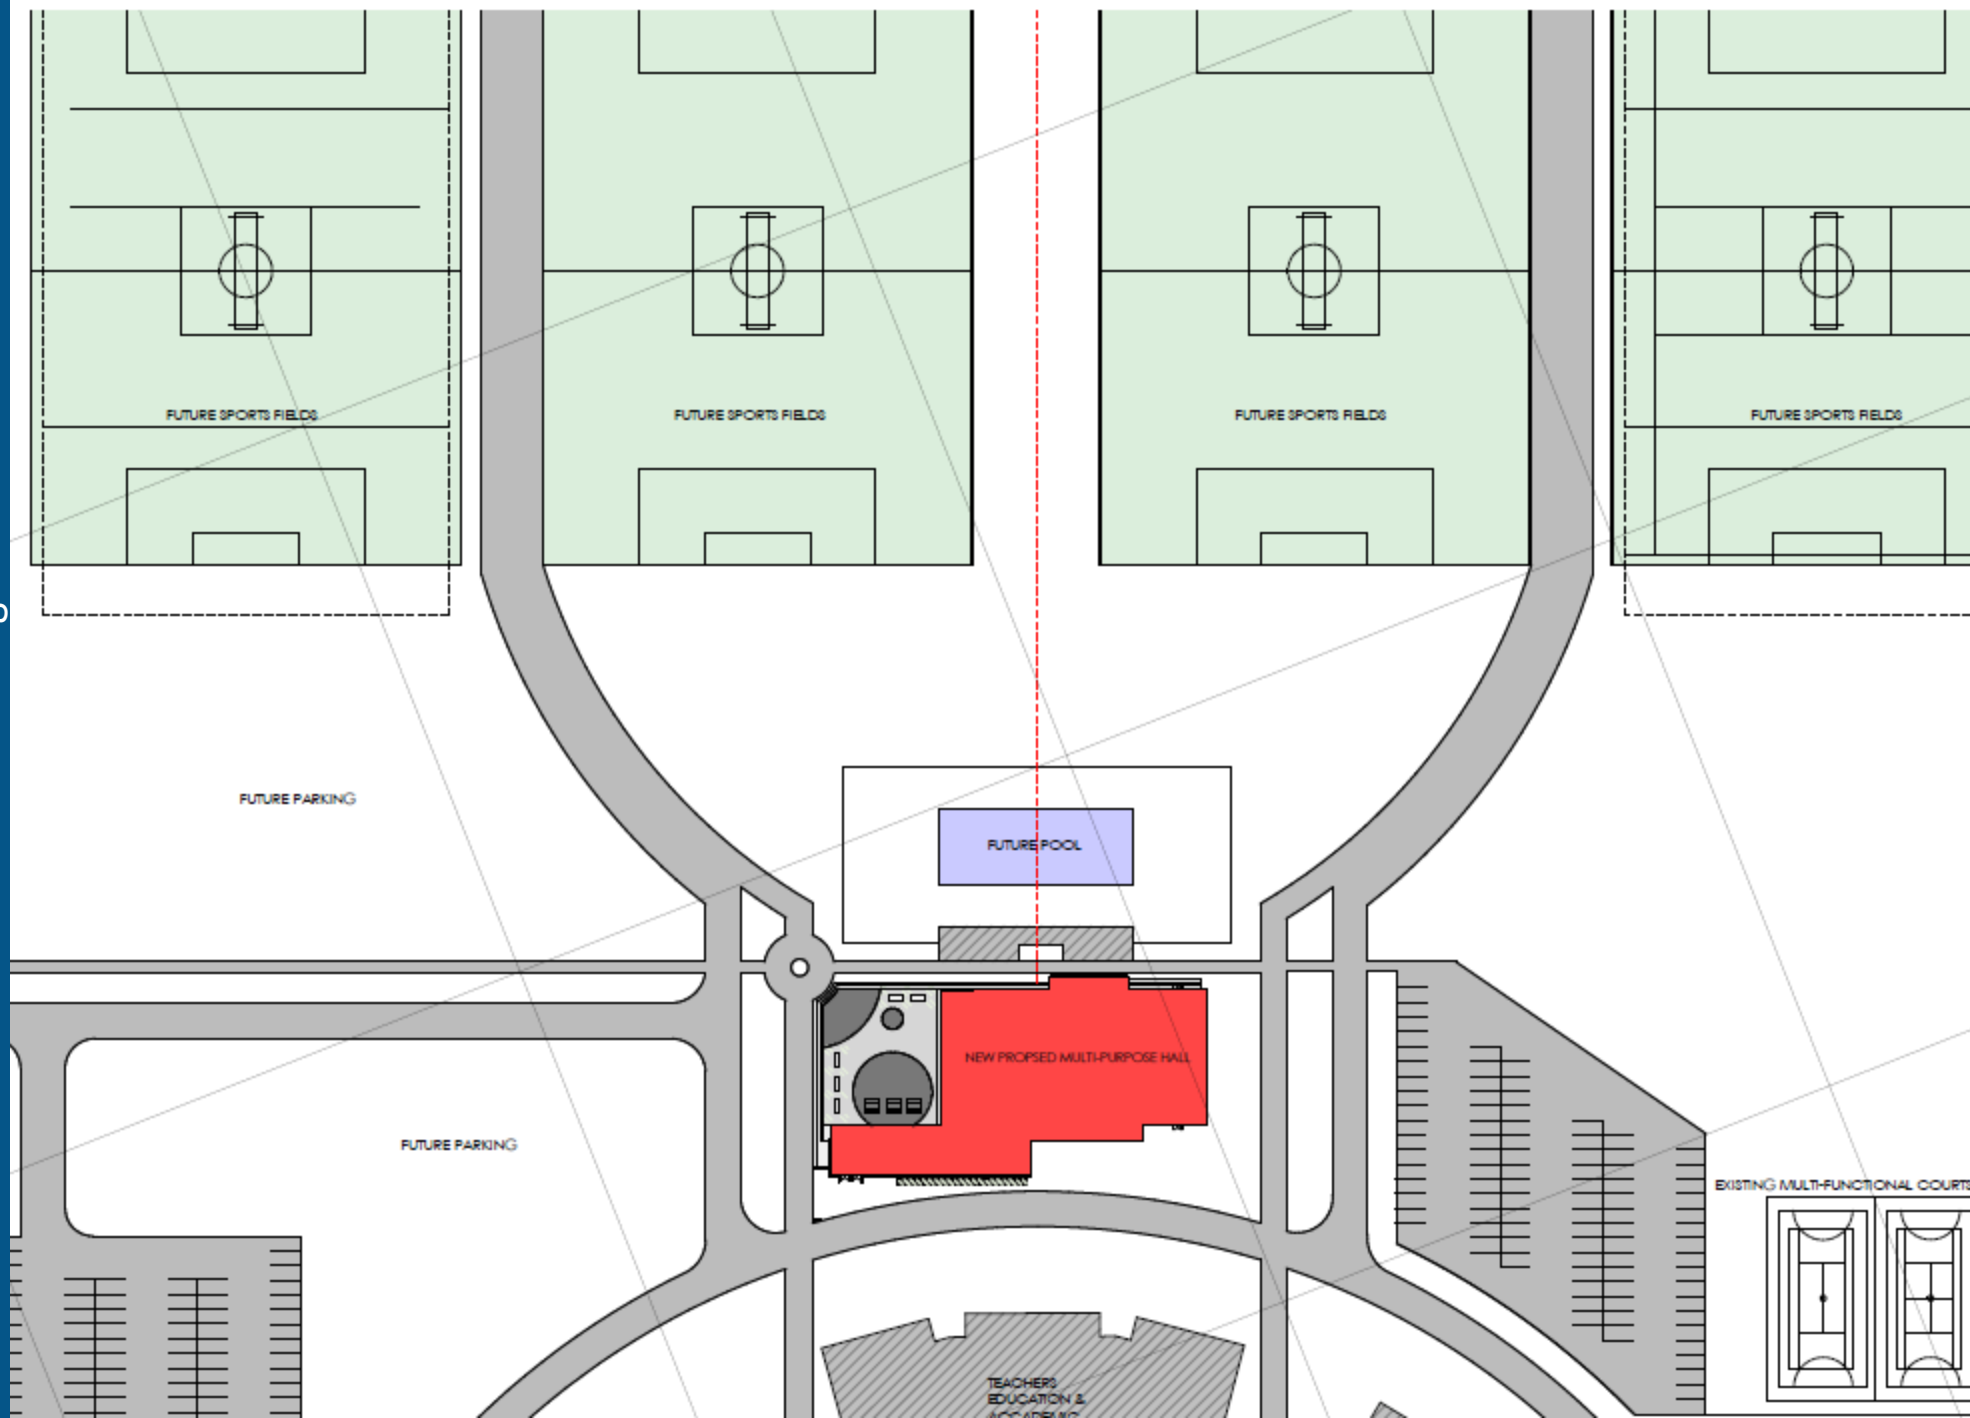 FUTURE SPORTS FIELDS
FUTURE SPORTS FIELDS
FUTURE SPORTS FIELDS
FUTURE SPORTS FIELDS
FUTURE PARKING
FUTURE POOL
NEW PROPSED MULTI-PURPOSE HALL
FUTURE PARKING
EXISTING MULTI-FUNCTIONAL COURTS
TEACHERS
EDUCATION &
ACCADEMIC